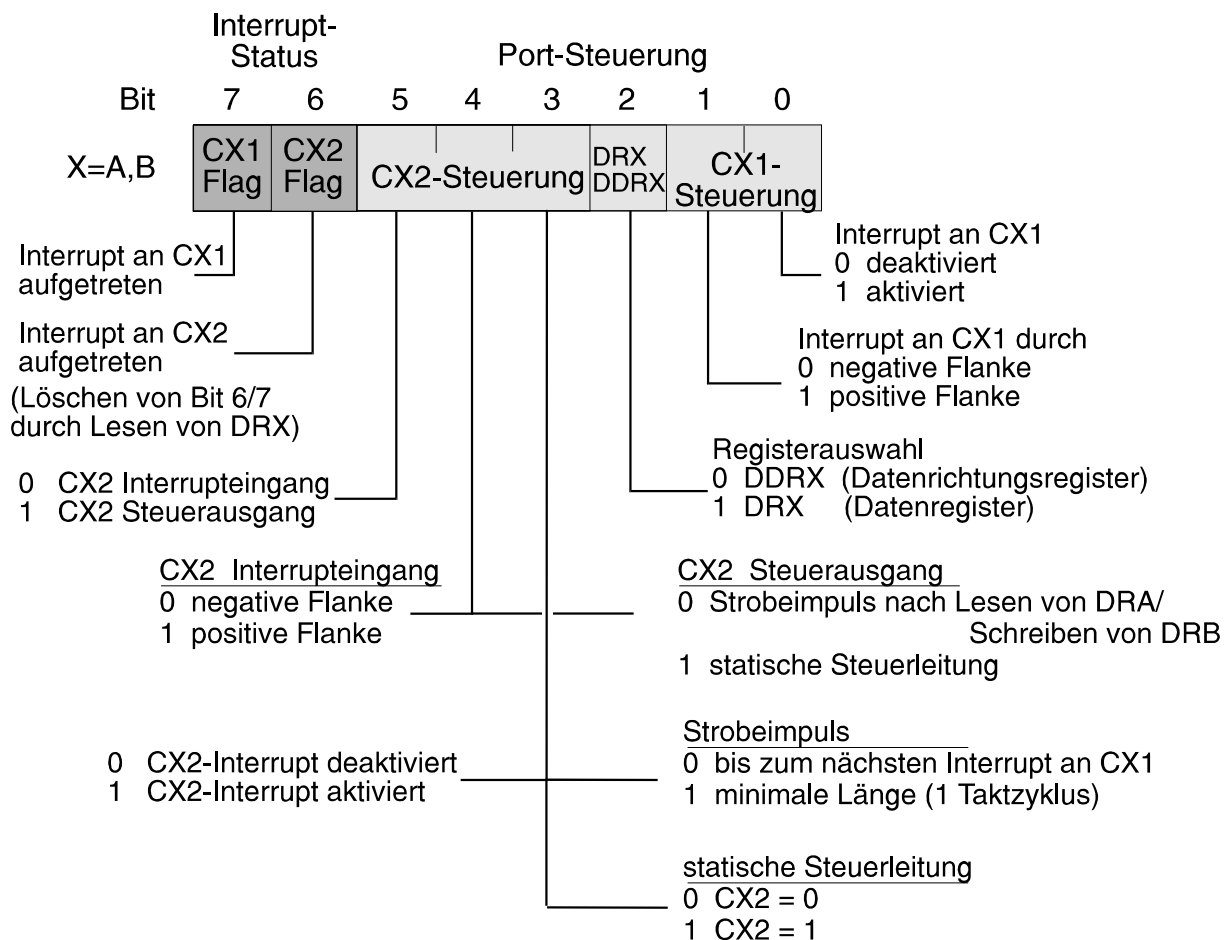 Interrupt-
Status
Port-Steuerung
Bit 7 6 5 4 3 2 1 0
X=A,B
CX1
Flag
CX2
Flag
CX2-Steuerung
DRX
DDRX
CX1-
Steuerung
Interrupt an CX1
aufgetreten
Interrupt an CX1
0 deaktiviert
1 aktiviert
Interrupt an CX2
aufgetreten
(Löschen von Bit 6/7
durch Lesen von DRX)
Interrupt an CX1 durch
0 negative Flanke
1 positive Flanke
0 CX2 Interrupteingang
1 CX2 Steuerausgang
Registerauswahl
0 DDRX (Datenrichtungsregister)
1 DRX (Datenregister)
CX2 Interrupteingang
0 negative Flanke
1 positive Flanke
CX2 Steuerausgang
0 Strobeimpuls nach Lesen von DRA/
Schreiben von DRB
1 statische Steuerleitung
0 CX2-Interrupt deaktiviert
1 CX2-Interrupt aktiviert
Strobeimpuls
0 bis zum nächsten Interrupt an CX1
1 minimale Länge (1 Taktzyklus)
statische Steuerleitung
0 CX2 = 0
1 CX2 = 1